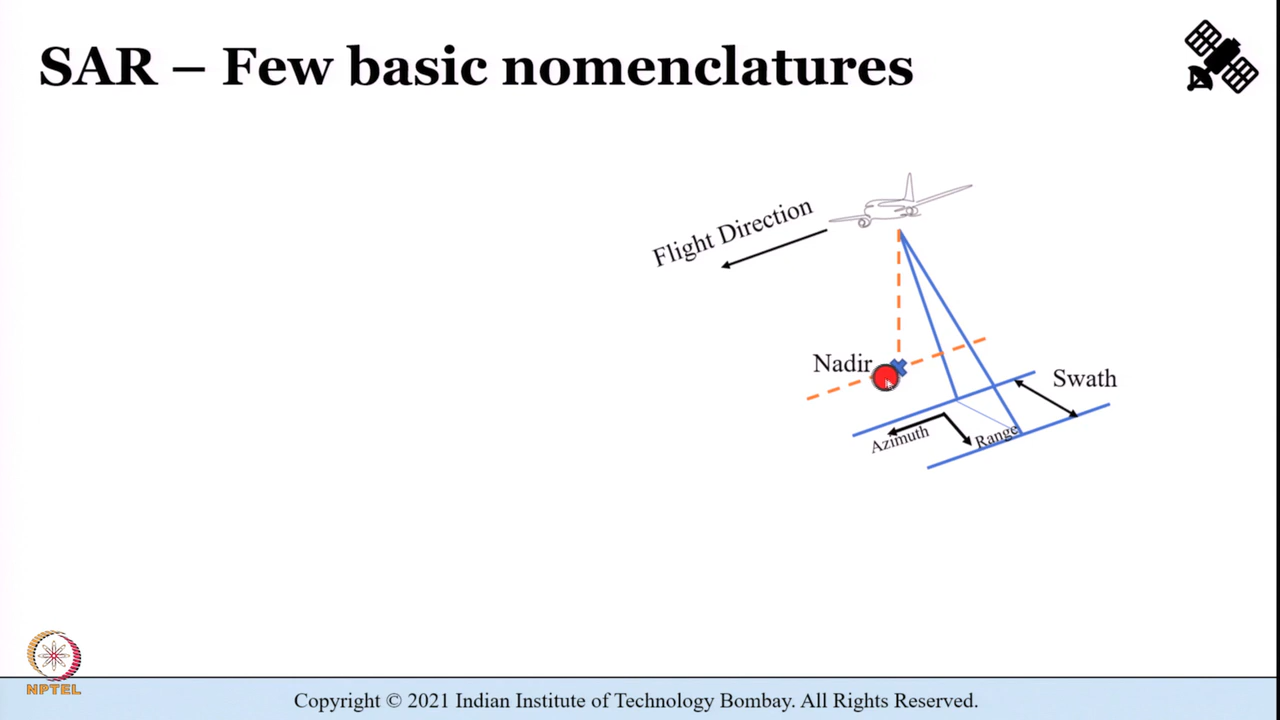 SAR – Few basic nomenclatures
Flight Direction
Nadir
Swath
Azimuth
Range
NPTEL
Copyright © 2021 Indian Institute of Technology Bombay. All Rights Reserved.